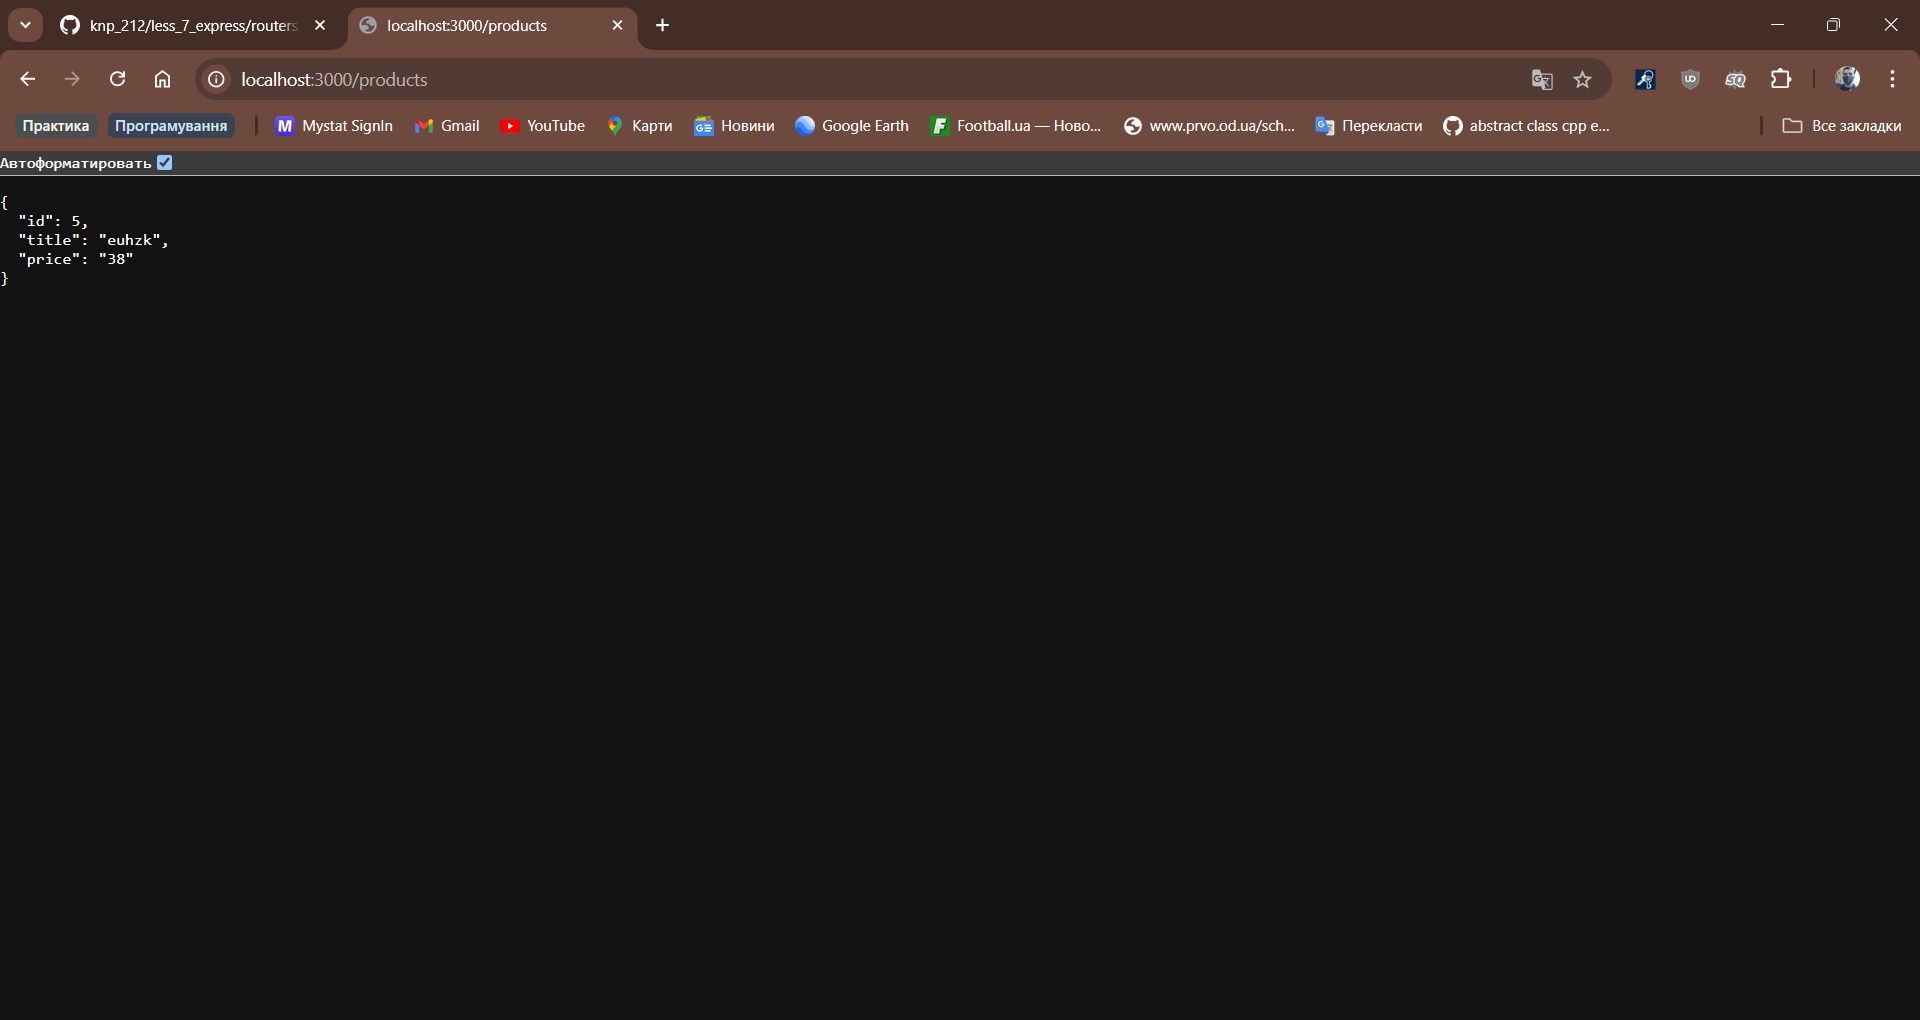 knp_212/less_7_express/routers
localhost:3000/products
localhost:3000/products
Практика
Програмування
Mystat SignIn
Gmail
YouTube
Карти
Новини
Google Earth
Football.ua — Ново...
www.prvo.od.ua/sch...
Перекласти
abstract class cpp e...
Все закладки
Автоформатировать
{
"id": 5,
"title": "euhzk",
"price": "38"
}